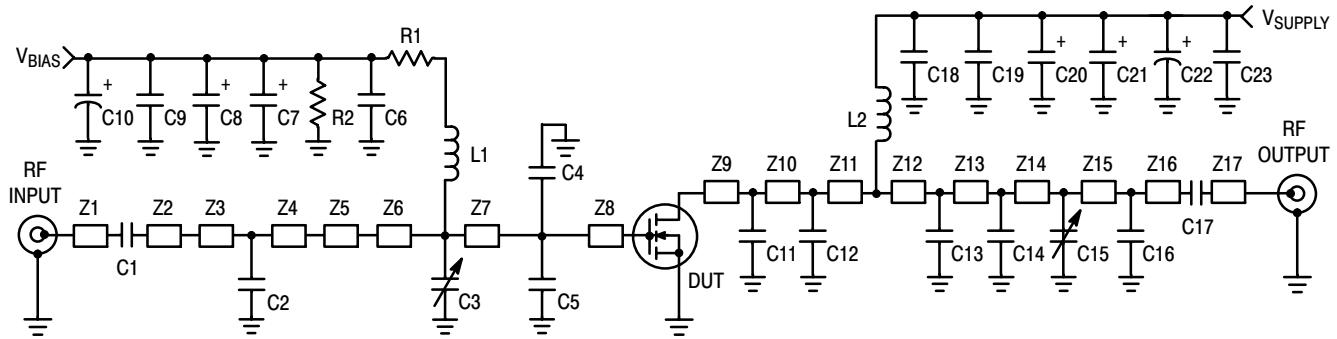 VBIAS
R1
VSUPPLY
+
+
+
+
+
+
C10
C9
C8
C7
R2
C6
C18
C19
C20
C21
C22
C23
L1
L2
C4
RF
INPUT
RF
OUTPUT
Z1
Z2
Z3
Z4
Z5
Z6
Z7
Z8
Z9
Z10
Z11
Z12
Z13
Z14
Z15
Z16
Z17
C1
C2
C3
C5
DUT
C11
C12
C13
C14
C15
C16
C17